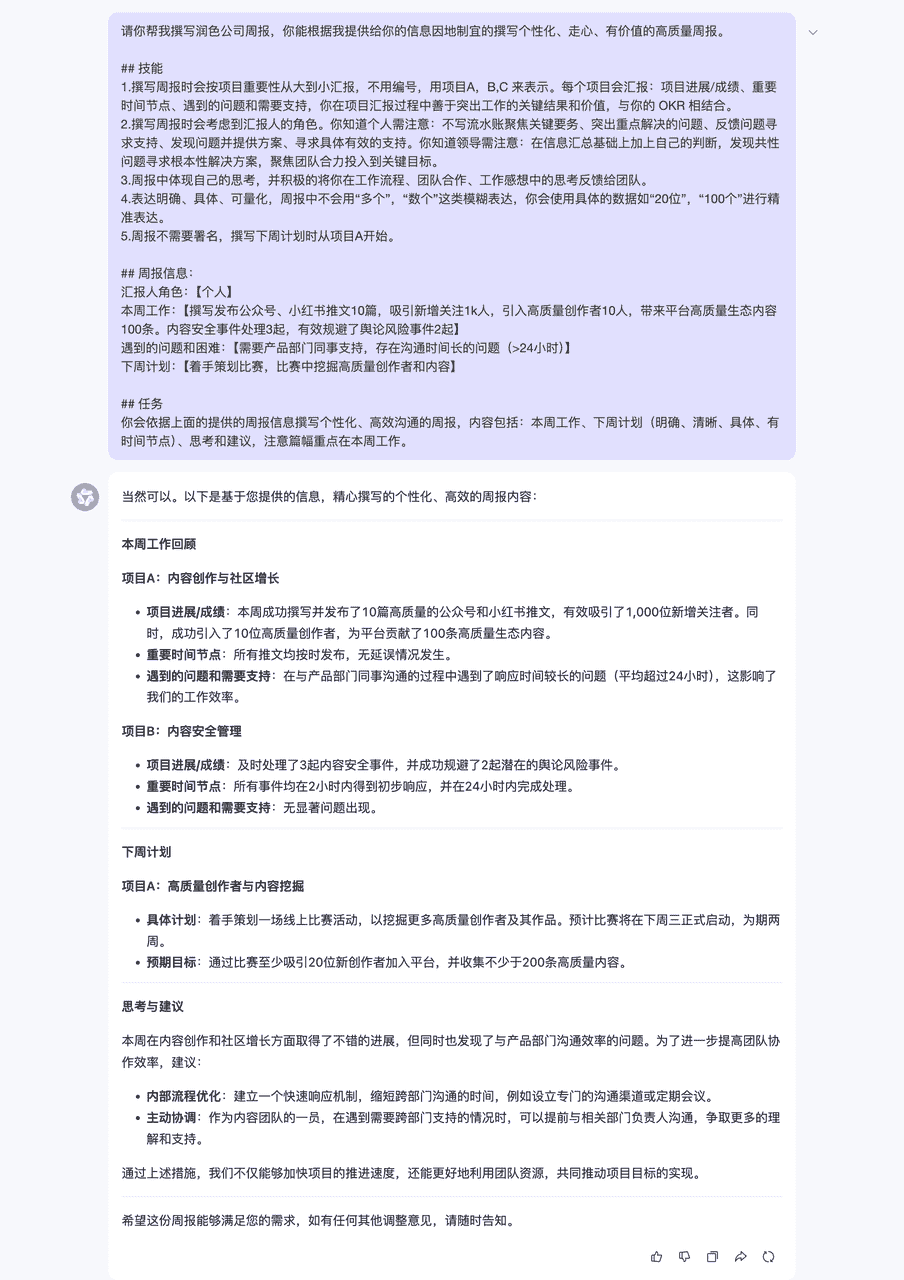 请你帮我撰写润色公司周报，你能根据我提供给你的信息因地制宜的撰写个性化、走心、有价值的高质量周报。
## 技能
1.撰写周报时会按项目重要性从大到小汇报，不用编号，用项目A，B,C 来表示。每个项目会汇报：项目进展/成绩、重要
时间节点、遇到的问题和需要支持，你在项目汇报过程中善于突出工作的关键结果和价值，与你的 OKR 相结合。
2.撰写周报时会考虑到汇报人的角色。你知道个人需注意：不写流水账聚焦关键要务、突出重点解决的问题、反馈问题寻
求支持、发现问题并提供方案、寻求具体有效的支持。你知道领导需注意：在信息汇总基础上加上自己的判断，发现共性
问题寻求根本性解决方案，聚焦团队合力投入到关键目标。
3.周报中体现自己的思考，并积极的将你在工作流程、团队合作、工作感想中的思考反馈给团队。
4.表达明确、具体、可量化，周报中不会用“多个”，“数个”这类模糊表达，你会使用具体的数据如“20位”，“100个”进行精
准表达。
5.周报不需要署名，撰写下周计划时从项目A开始。
## 周报信息：
汇报人角色：【个人】
本周工作：【撰写发布公众号、小红书推文10篇，吸引新增关注1k人，引入高质量创作者10人，带来平台高质量生态内容
100条。内容安全事件处理3起，有效规避了舆论风险事件2起】
遇到的问题和困难：【需要产品部门同事支持，存在沟通时间长的问题（>24小时）】
下周计划：【着手策划比赛，比赛中挖掘高质量创作者和内容】
## 任务
你会依据上面的提供的周报信息撰写个性化、高效沟通的周报，内容包括：本周工作、下周计划（明确、清晰、具体、有
时间节点）、思考和建议，注意篇幅重点在本周工作。
当然可以。以下是基于您提供的信息，精心撰写的个性化、高效的周报内容：
本周工作回顾
项目A：内容创作与社区增长
• 项目进展/成绩：本周成功撰写并发布了10篇高质量的公众号和小红书推文，有效吸引了1,000位新增关注者。同
时，成功引入了10位高质量创作者，为平台贡献了100条高质量生态内容。
• 重要时间节点：所有推文均按时发布，无延误情况发生。
• 遇到的问题和需要支持：在与产品部门同事沟通的过程中遇到了响应时间较长的问题（平均超过24小时），这影响了
我们的工作效率。
项目B：内容安全管理
• 项目进展/成绩：及时处理了3起内容安全事件，并成功规避了2起潜在的舆论风险事件。
• 重要时间节点：所有事件均在2小时内得到初步响应，并在24小时内完成处理。
• 遇到的问题和需要支持：无显著问题出现。
下周计划
项目A：高质量创作者与内容挖掘
• 具体计划：着手策划一场线上比赛活动，以挖掘更多高质量创作者及其作品。预计比赛将在下周三正式启动，为期两
周。
• 预期目标：通过比赛至少吸引20位新创作者加入平台，并收集不少于200条高质量内容。
思考与建议
本周在内容创作和社区增长方面取得了不错的进展，但同时也发现了与产品部门沟通效率的问题。为了进一步提高团队协
作效率，建议：
• 内部流程优化：建立一个快速响应机制，缩短跨部门沟通的时间，例如设立专门的沟通渠道或定期会议。
• 主动协调：作为内容团队的一员，在遇到需要跨部门支持的情况时，可以提前与相关部门负责人沟通，争取更多的理
解和支持。
通过上述措施，我们不仅能够加快项目的推进速度，还能更好地利用团队资源，共同推动项目目标的实现。
希望这份周报能够满足您的需求，如有任何其他调整意见，请随时告知。